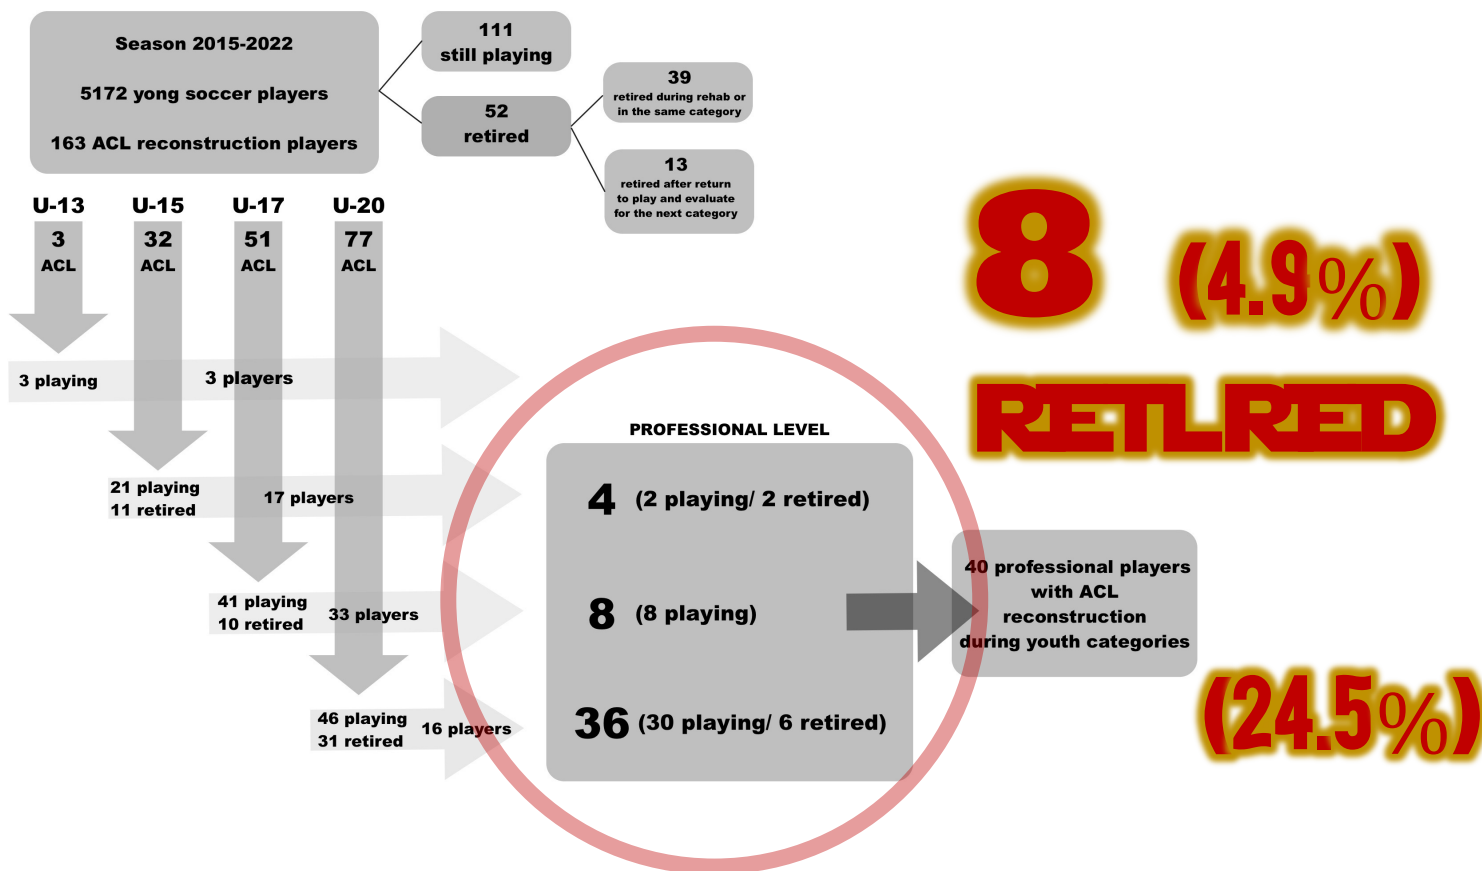 Season 2015-2022
5172 yong soccer players
163 ACL reconstruction players
111
still playing
52
retired
39
retired during rehab or
in the same category
13
retired after return
to play and evaluate
for the next category
U-13
3
ACL
U-15
32
ACL
U-17
51
ACL
U-20
77
ACL
3 playing
3 players
21 playing
11 retired
17 players
41 playing
10 retired
33 players
46 playing
31 retired
16 players
PROFESSIONAL LEVEL
4 (2 playing/ 2 retired)
8 (8 playing)
36 (30 playing/ 6 retired)
40 professional players
with ACL
reconstruction
during youth categories
8 (4.9%)
RETLRED
(24.5%)